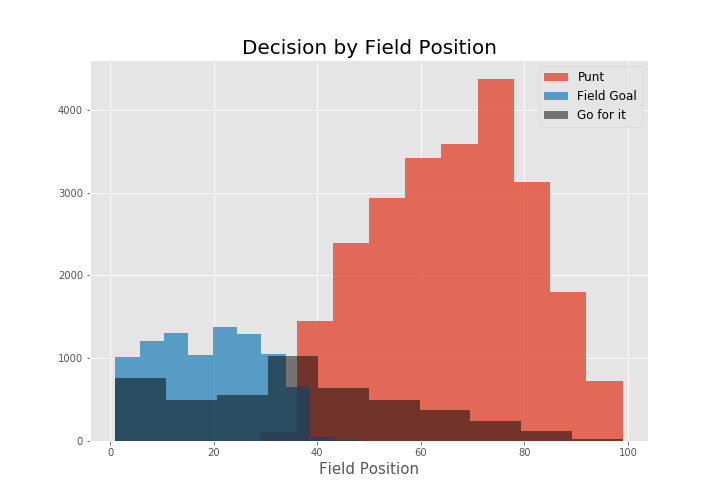 Decision by Field Position
Punt
Field Goal
Go for it
4000
3000
2000
1000
0
0 20 40 60 80 100
Field Position